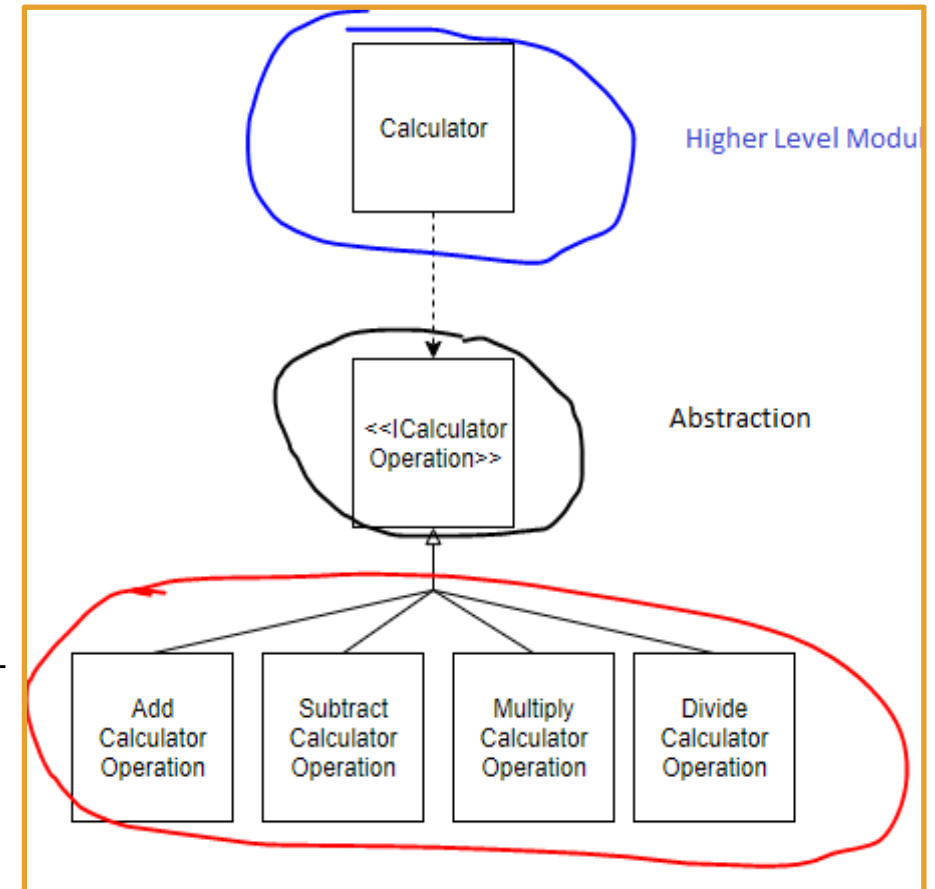 Calculator
Higher Level Modul
<<ICalculator
Operation>>
Abstraction
Add
Calculator
Operation
Subtract
Calculator
Operation
Multiply
Calculator
Operation
Divide
Calculator
Operation